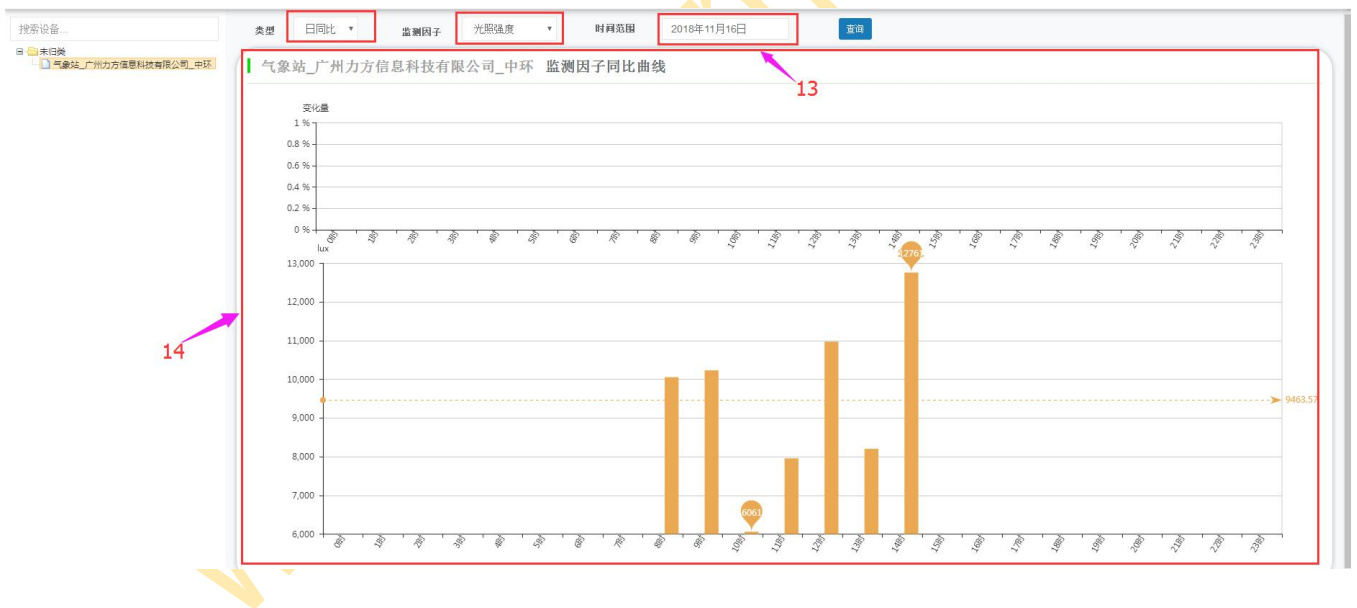 搜索设备...
类型 日同比 监测因子 光照强度 时间范围 2018年11月16日 查询
未归类
气象站_广州力方信息科技有限公司_中环
气象站_广州力方信息科技有限公司_中环 监测因子同比曲线
13
变化量
1 %
0.8 %
0.6 %
0.4 %
0.2 %
0 %
0时 1时 2时 3时 4时 5时 6时 7时 8时 9时 10时 11时 12时 13时 14时 15时 16时 17时 18时 19时 20时 21时 22时 23时
lux
13,000
12,000
11,000
10,000
9,000
8,000
7,000
6,000
6061
9463.57
14
0时 1时 2时 3时 4时 5时 6时 7时 8时 9时 10时 11时 12时 13时 14时 15时 16时 17时 18时 19时 20时 21时 22时 23时